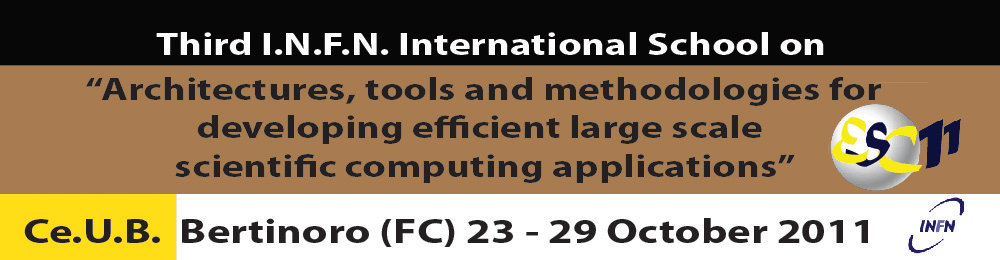 Third I.N.F.N. International School on
“Architectures, tools and methodologies for
developing efficient large scale
scientific computing applications”
ESC11
Ce.U.B. Bertinoro (FC) 23 - 29 October 2011
INFN